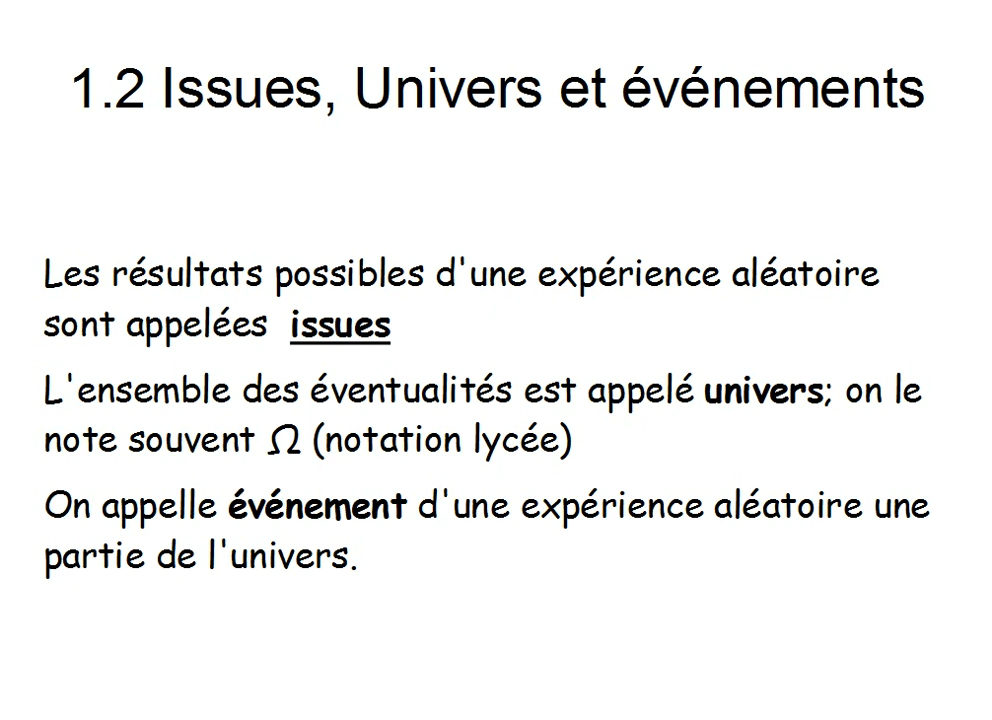 1.2 Issues, Univers et événements
Les résultats possibles d'une expérience aléatoire
sont appelées issues
L'ensemble des éventualités est appelé univers; on le
note souvent Ω (notation lycée)
On appelle événement d'une expérience aléatoire une
partie de l'univers.